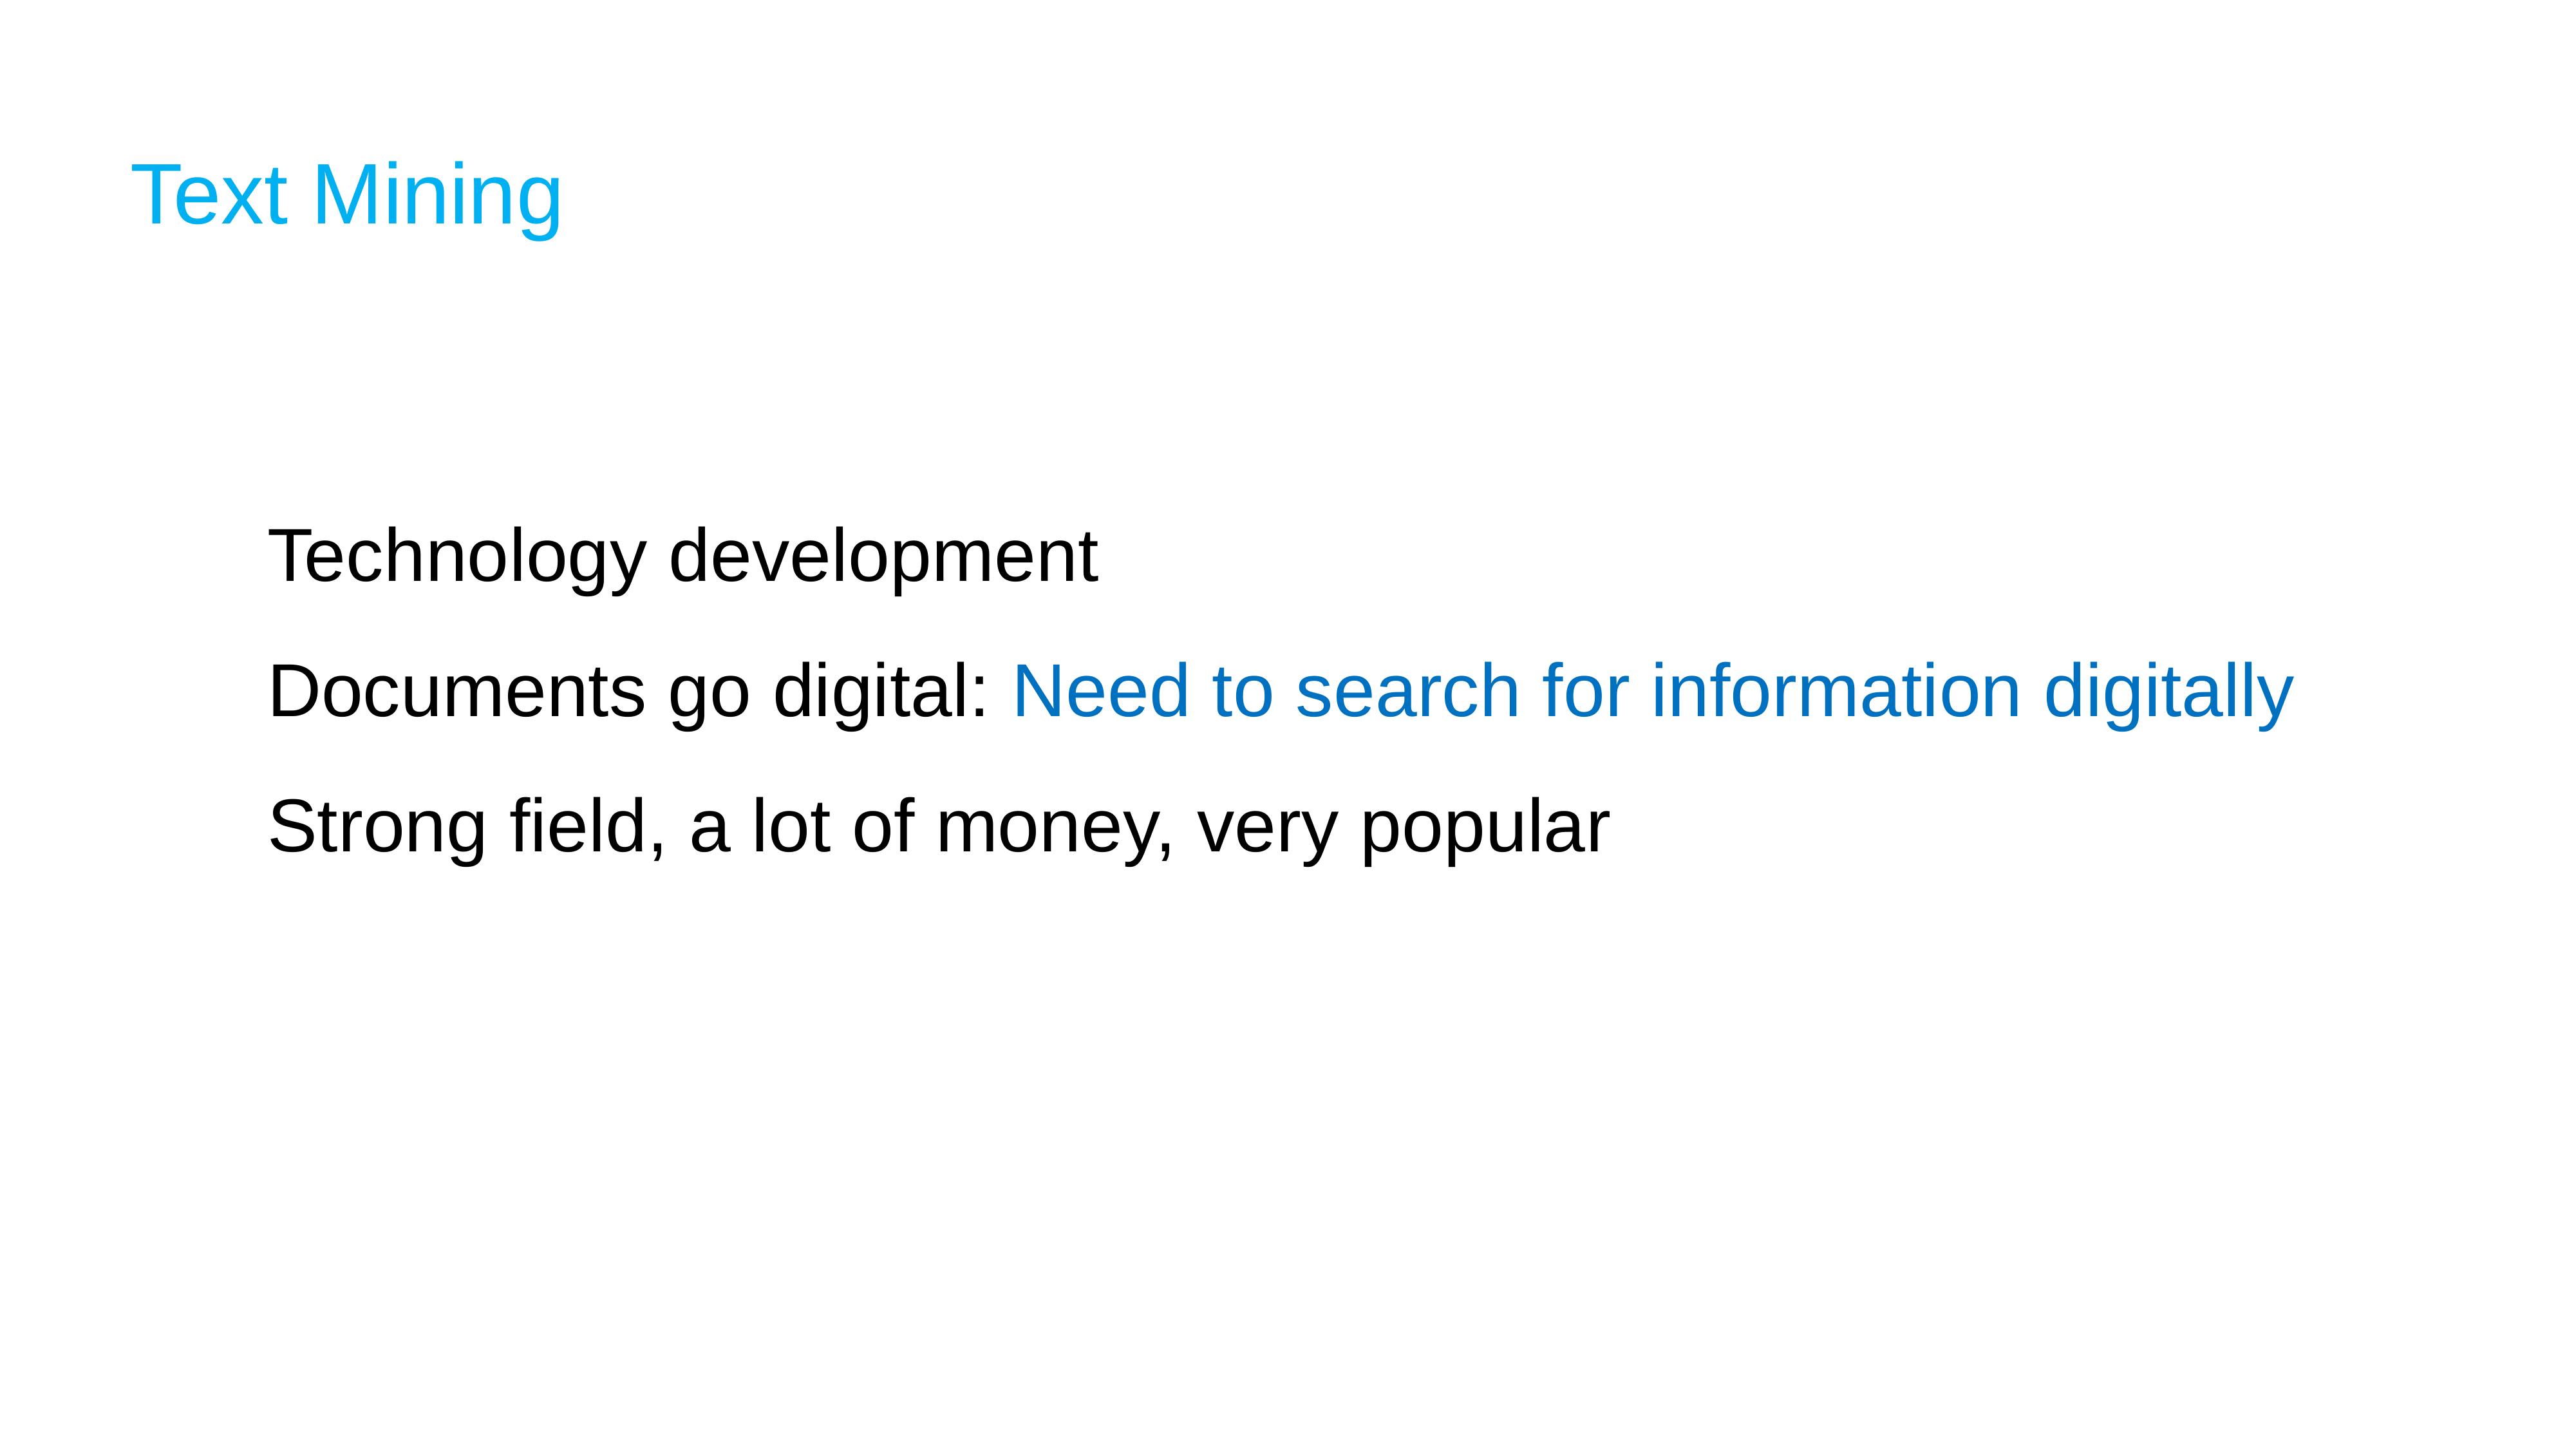 Text Mining
Technology development
Documents go digital: Need to search for information digitally
Strong field, a lot of money, very popular